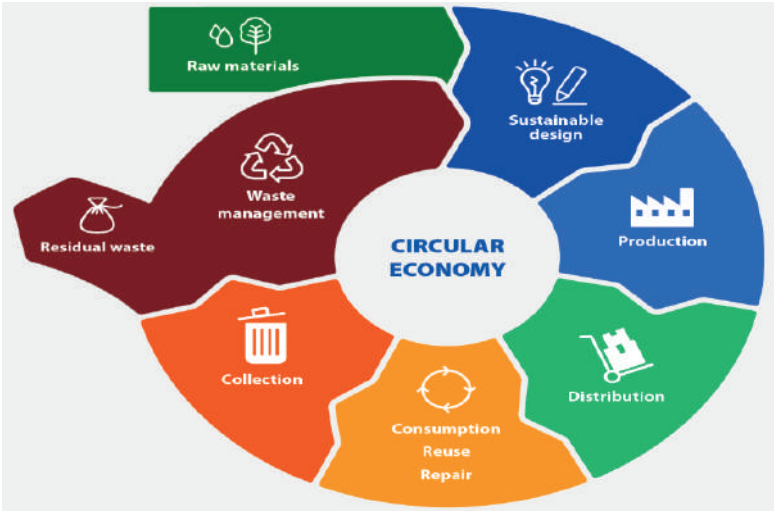 Raw materials
Sustainable
design
Production
Distribution
Consumption
Reuse
Repair
Collection
Waste
management
Residual waste
CIRCULAR
ECONOMY